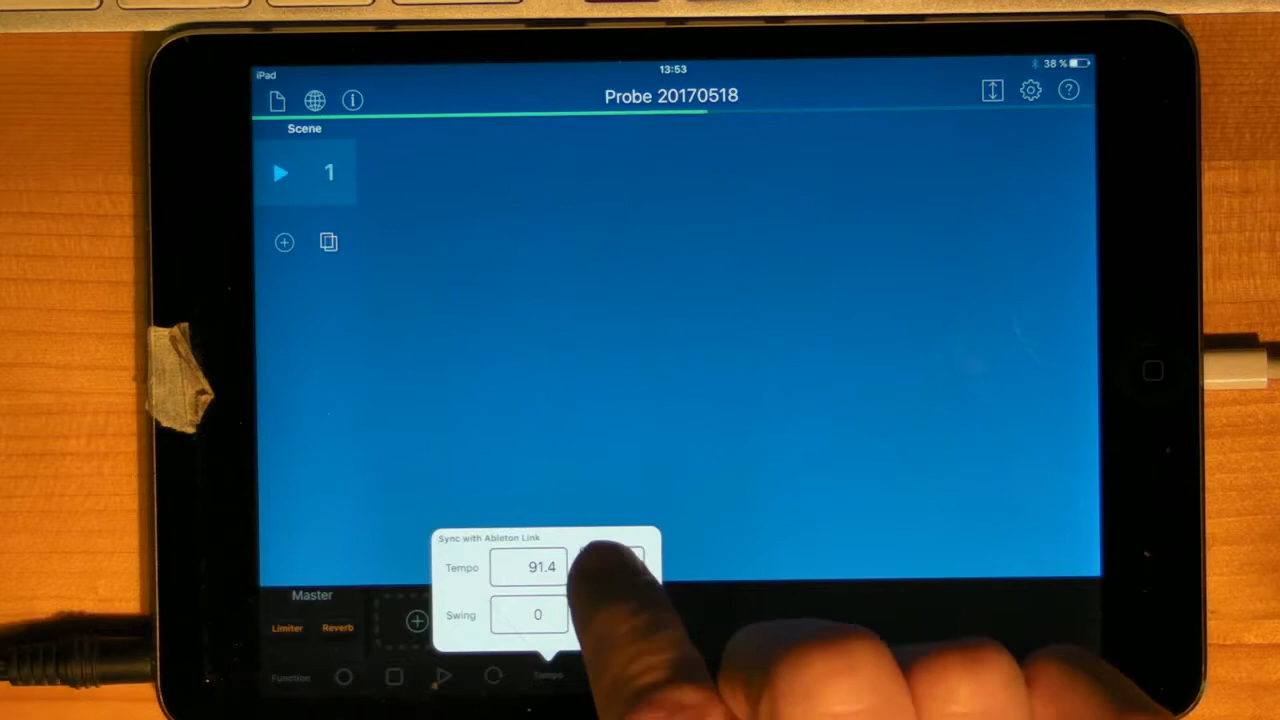 iPad
13:53
38 %
Probe 20170518
Scene
1
Sync with Ableton Link
Tempo 91.4
Swing 0
Master
Limiter Reverb
Function
Tempo